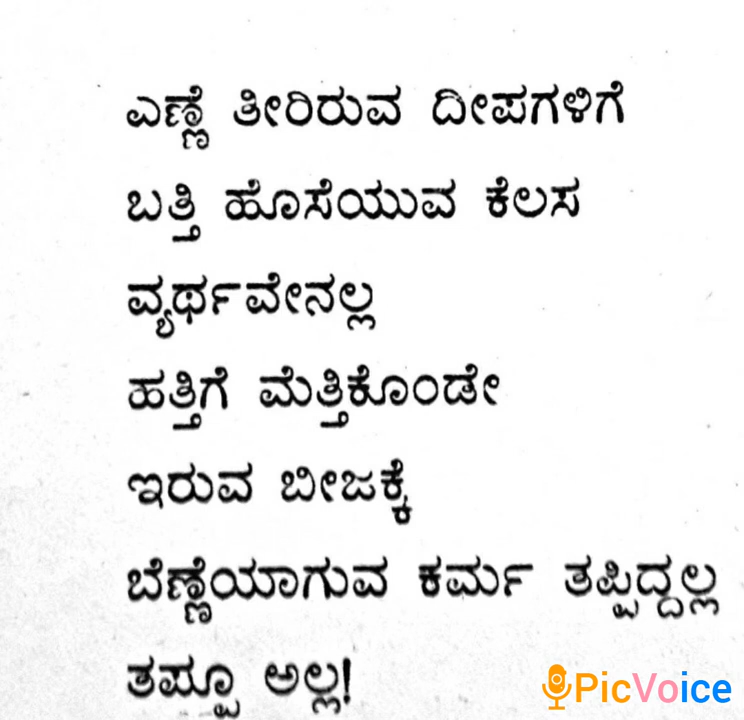 ಎಣ್ಣೆ ತೀರಿರುವ ದೀಪಗಳಿಗೆ
ಬತ್ತಿ ಹೊಸೆಯುವ ಕೆಲಸ
ವ್ಯರ್ಥವೇನಲ್ಲ
ಹತ್ತಿಗೆ ಮೆತ್ತಿಕೊಂಡೇ
ಇರುವ ಬೀಜಕ್ಕೆ
ಬೆಣ್ಣೆಯಾಗುವ ಕರ್ಮ ತಪ್ಪಿದ್ದಲ್ಲ
ತಪ್ಪೂ ಅಲ್ಲ!
PicVoice